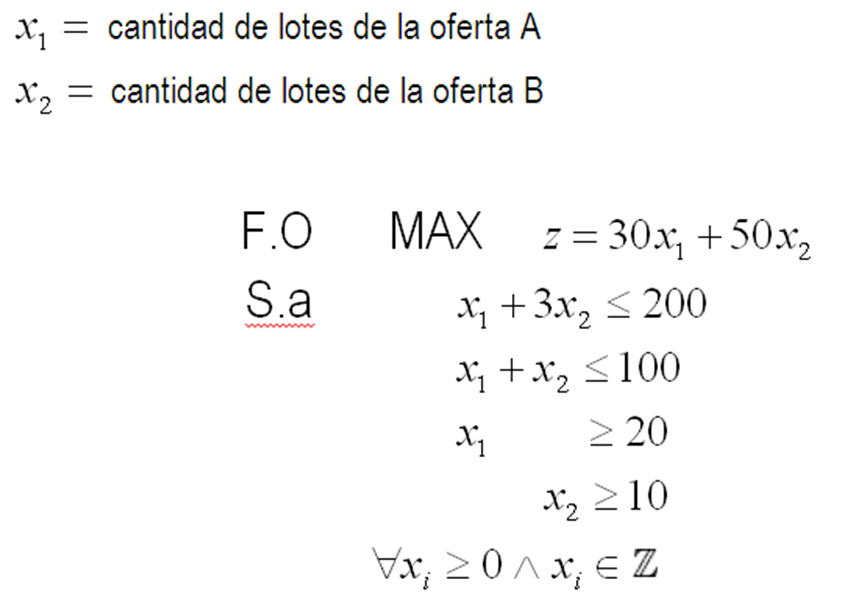 x₁ = cantidad de lotes de la oferta A
x₂ = cantidad de lotes de la oferta B
F.O MAX z = 30x₁ + 50x₂
S.a x₁ + 3x₂ ≤ 200
x₁ + x₂ ≤ 100
x₁ ≥ 20
x₂ ≥ 10
∀xᵢ ≥ 0 ∧ xᵢ ∈ ℤ